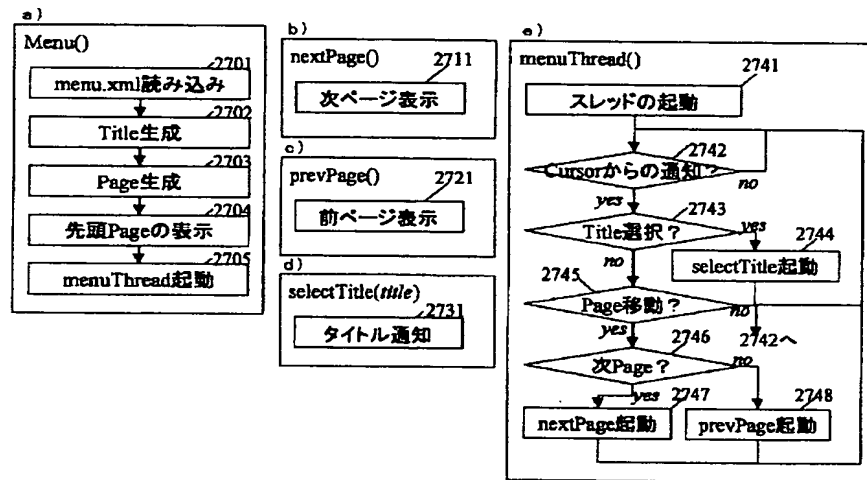 a)
Menu()
2701
menu.xml読み込み
2702
Title生成
2703
Page生成
2704
先頭Pageの表示
2705
menuThread起動
b)
nextPage()
2711
次ページ表示
c)
prevPage()
2721
前ページ表示
d)
selectTitle(title)
2731
タイトル通知
e)
menuThread()
2741
スレッドの起動
2742
Cursorからの通知?
no
yes
2743
Title選択?
yes
2744
no
selectTitle起動
2745
Page移動?
no
yes
2746
2742へ
次Page?
no
yes
2747
2748
nextPage起動
prevPage起動